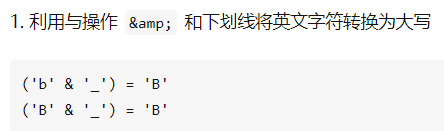 1. 利用与操作 &amp; 和下划线将英文字符转换为大写
('b' & '_') = 'B'
('B' & '_') = 'B'